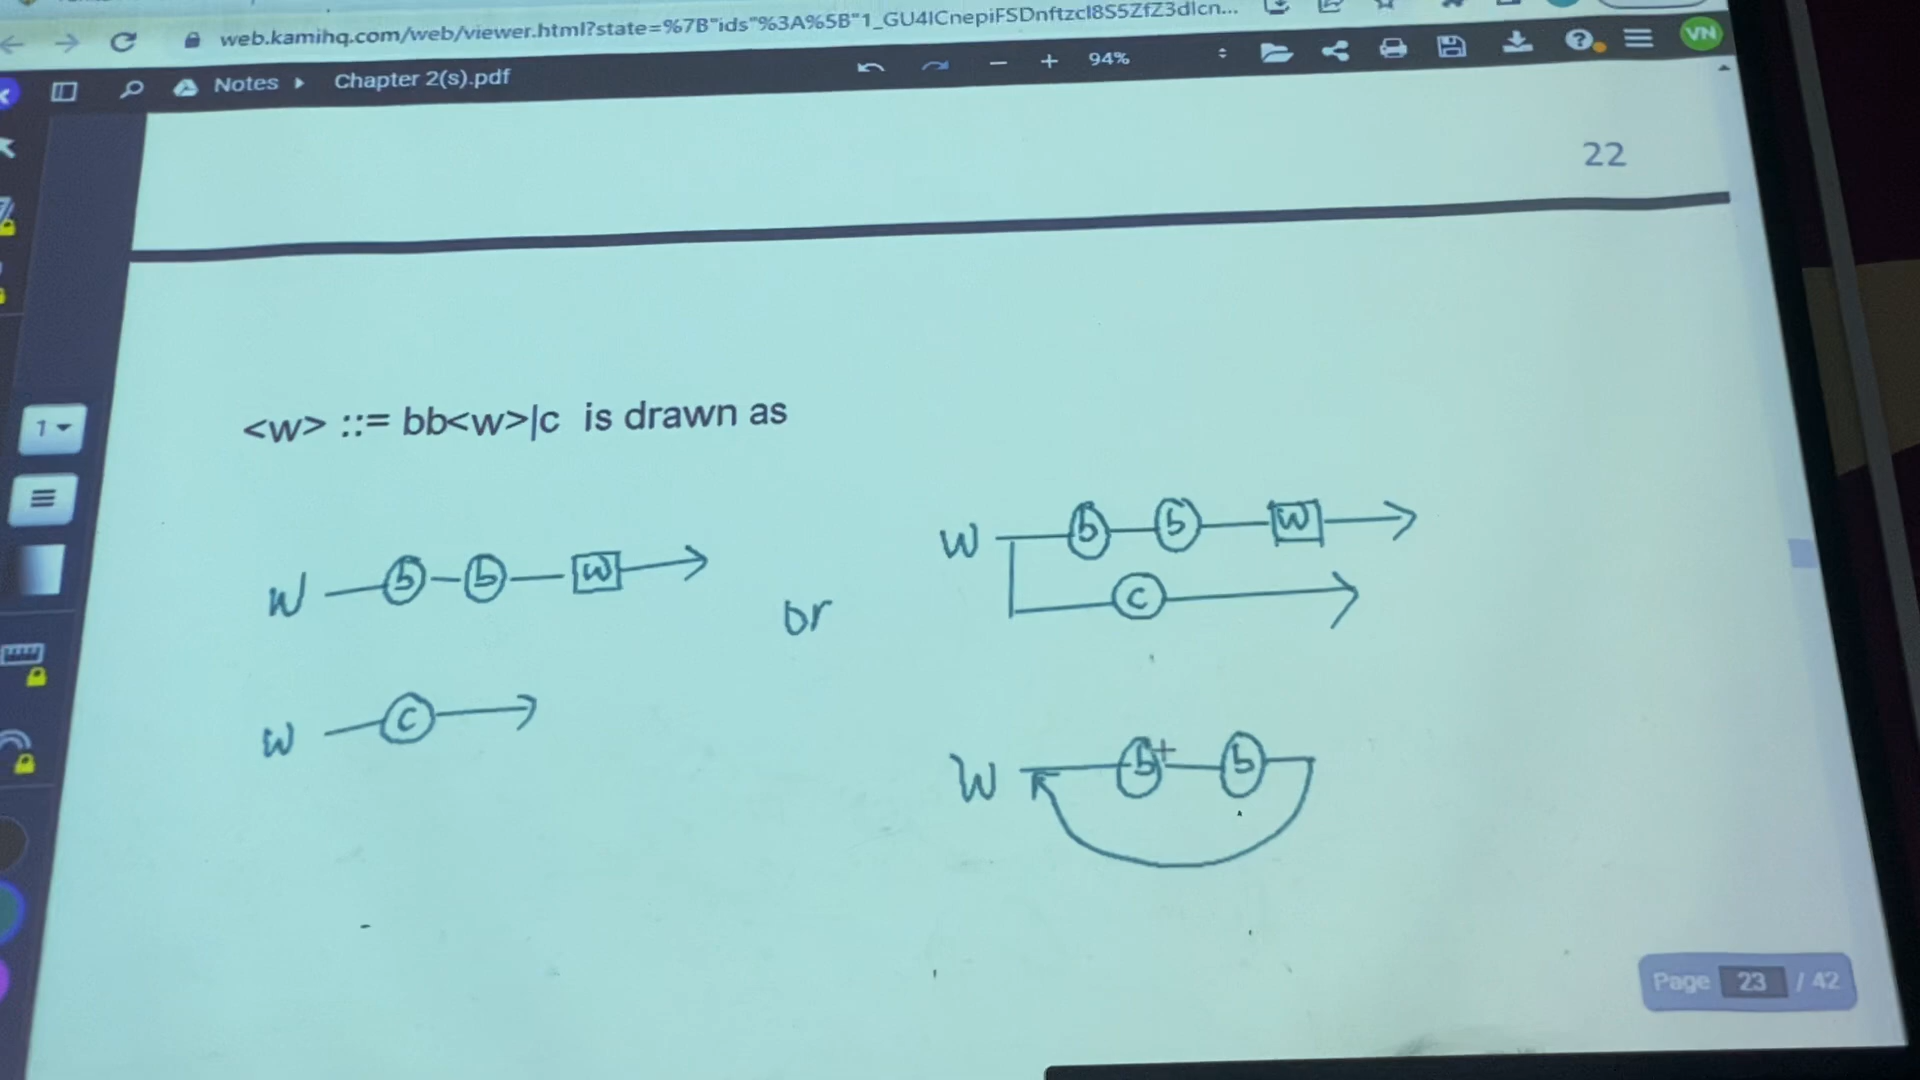 web.kamihq.com/web/viewer.html?state=%7B"ids"%3A%5B"1_GU4ICnepiFSDnftzcI8S5ZfZ3dIcn...
Notes Chapter 2(s).pdf 94% VN
22
1
<w> ::= bb<w>|c is drawn as
W b b W
W b b W
or
C
W C
W b b
Page 23 / 42